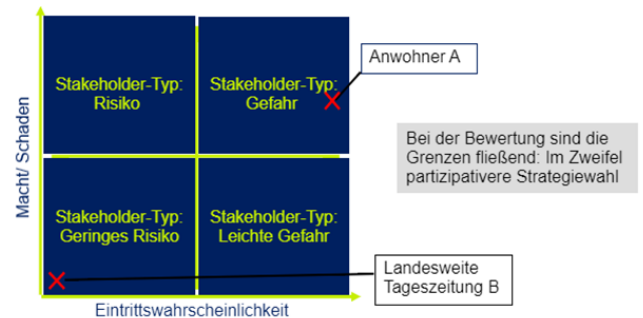 Macht/ Schaden
Stakeholder-Typ:
Risiko
Stakeholder-Typ:
Gefahr
Anwohner A
Bei der Bewertung sind die
Grenzen fließend: Im Zweifel
partizipativere Strategiewahl
Stakeholder-Typ:
Geringes Risiko
Stakeholder-Typ:
Leichte Gefahr
Landesweite
Tageszeitung B
Eintrittswahrscheinlichkeit